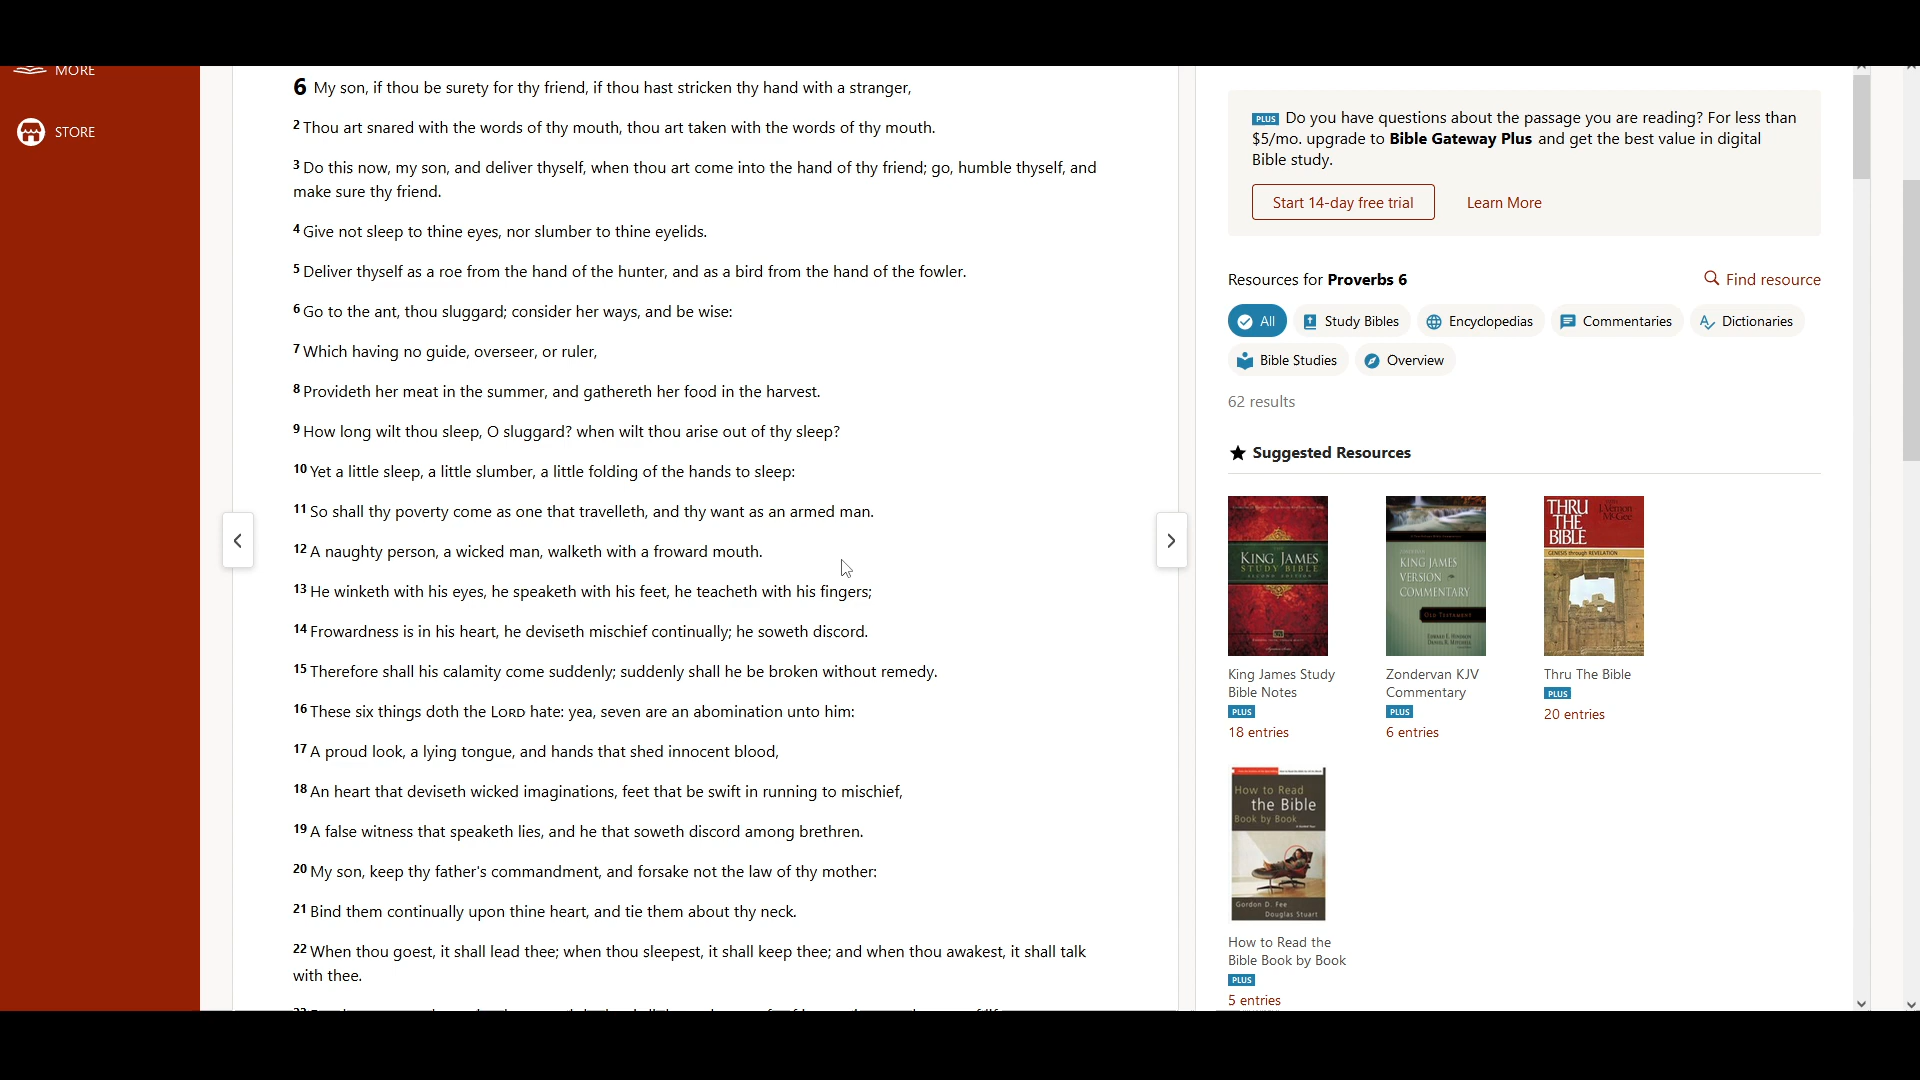 MORE
STORE
6 My son, if thou be surety for thy friend, if thou hast stricken thy hand with a stranger,
2 Thou art snared with the words of thy mouth, thou art taken with the words of thy mouth.
3 Do this now, my son, and deliver thyself, when thou art come into the hand of thy friend; go, humble thyself, and
make sure thy friend.
4 Give not sleep to thine eyes, nor slumber to thine eyelids.
5 Deliver thyself as a roe from the hand of the hunter, and as a bird from the hand of the fowler.
6 Go to the ant, thou sluggard; consider her ways, and be wise:
7 Which having no guide, overseer, or ruler,
8 Provideth her meat in the summer, and gathereth her food in the harvest.
9 How long wilt thou sleep, O sluggard? when wilt thou arise out of thy sleep?
10 Yet a little sleep, a little slumber, a little folding of the hands to sleep:
11 So shall thy poverty come as one that travelleth, and thy want as an armed man.
12 A naughty person, a wicked man, walketh with a froward mouth.
13 He winketh with his eyes, he speaketh with his feet, he teacheth with his fingers;
14 Frowardness is in his heart, he deviseth mischief continually; he soweth discord.
15 Therefore shall his calamity come suddenly; suddenly shall he be broken without remedy.
16 These six things doth the LORD hate: yea, seven are an abomination unto him:
17 A proud look, a lying tongue, and hands that shed innocent blood,
18 An heart that deviseth wicked imaginations, feet that be swift in running to mischief,
19 A false witness that speaketh lies, and he that soweth discord among brethren.
20 My son, keep thy father's commandment, and forsake not the law of thy mother:
21 Bind them continually upon thine heart, and tie them about thy neck.
22 When thou goest, it shall lead thee; when thou sleepest, it shall keep thee; and when thou awakest, it shall talk
with thee.
PLUS Do you have questions about the passage you are reading? For less than
$5/mo. upgrade to Bible Gateway Plus and get the best value in digital
Bible study.
Start 14-day free trial
Learn More
Resources for Proverbs 6
Find resource
All
Study Bibles
Encyclopedias
Commentaries
Dictionaries
Bible Studies
Overview
62 results
Suggested Resources
KING JAMES
STUDY BIBLE
SECOND EDITION
KING JAMES
VERSION
COMMENTARY
OLD TESTAMENT
THRU
THE
BIBLE
J. Vernon
McGee
GENESIS through REVELATION
King James Study
Bible Notes
PLUS
18 entries
Zondervan KJV
Commentary
PLUS
6 entries
Thru The Bible
PLUS
20 entries
How to Read
the Bible
Book by Book
Gordon D. Fee
Douglas Stuart
How to Read the
Bible Book by Book
PLUS
5 entries